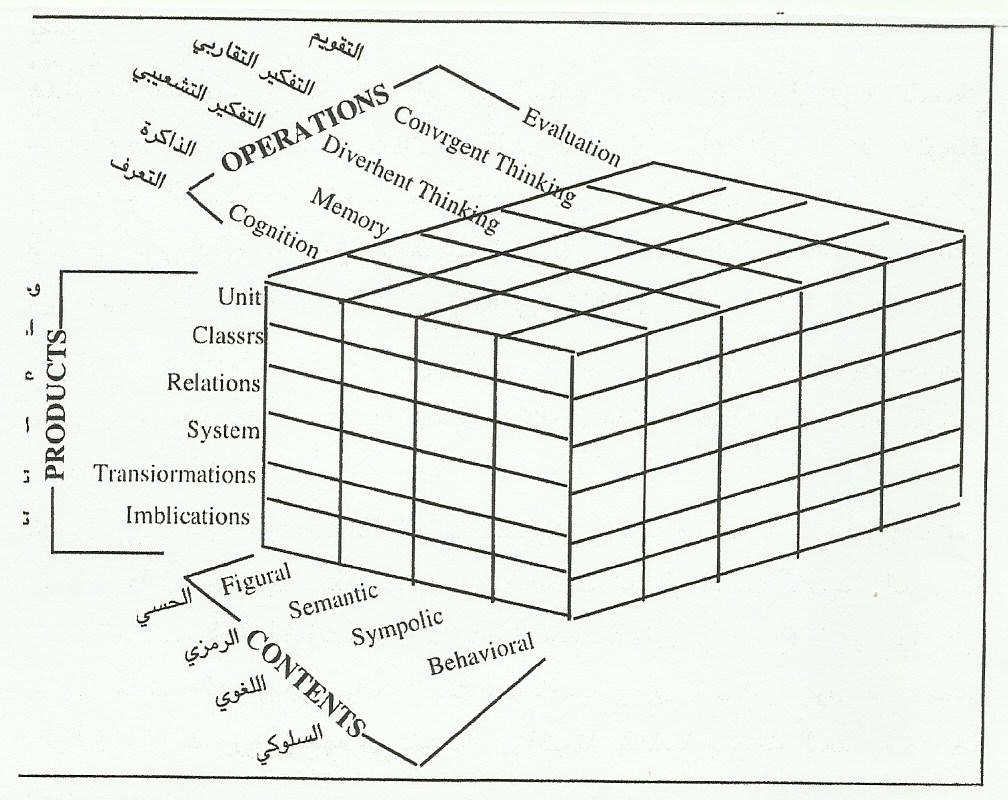 التقويم
التفكير التقاربي
التفكير التشعيبي
الذاكرة
التعرف
OPERATIONS
Evaluation
Convrgent Thinking
Diverhent Thinking
Memory
Cognition
PRODUCTS
Unit
Classrs
Relations
System
Transiormations
Imblications
Figural
Semantic
Sympolic
Behavioral
CONTENTS
الحسي
الرمزي
اللغوي
السلوكي